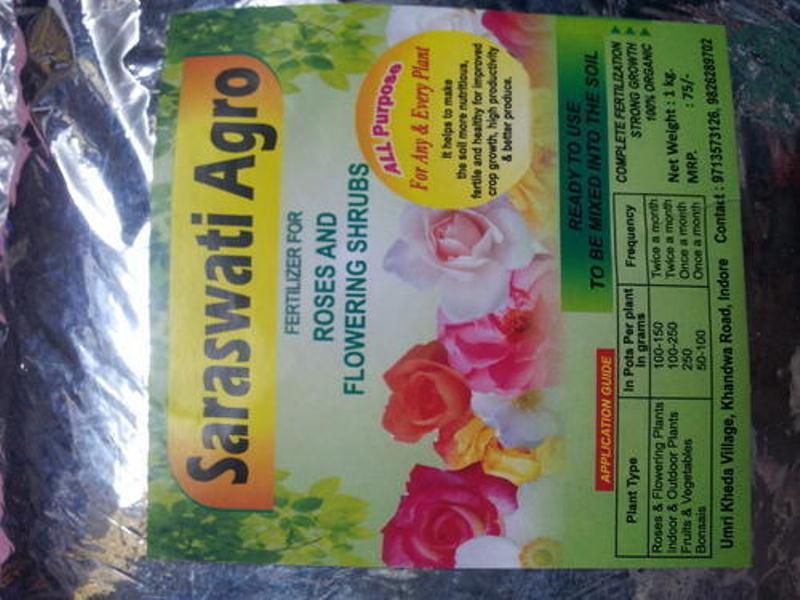 Saraswati Agro
FERTILIZER FOR
ROSES AND
FLOWERING SHRUBS
ALL Purpose
For Any & Every Plant
It helps to make
the soil more nutritious,
fertile and healthy for improved
crop growth, high productivity
& better produce.
READY TO USE
TO BE MIXED INTO THE SOIL
APPLICATION GUIDE
Plant Type In Pots Per plant in grams Frequency
Roses & Flowering Plants 100-150 Twice a month
Indoor & Outdoor Plants 100-250 Twice a month
Fruits & Vegetables 250 Once a month
Bonsais 50-100 Once a month
COMPLETE FERTILIZATION
STRONG GROWTH
100% ORGANIC
Net Weight : 1 kg.
MRP. : 75/-
Umri Kheda Village, Khandwa Road, Indore Contact : 9713573126, 9826289702